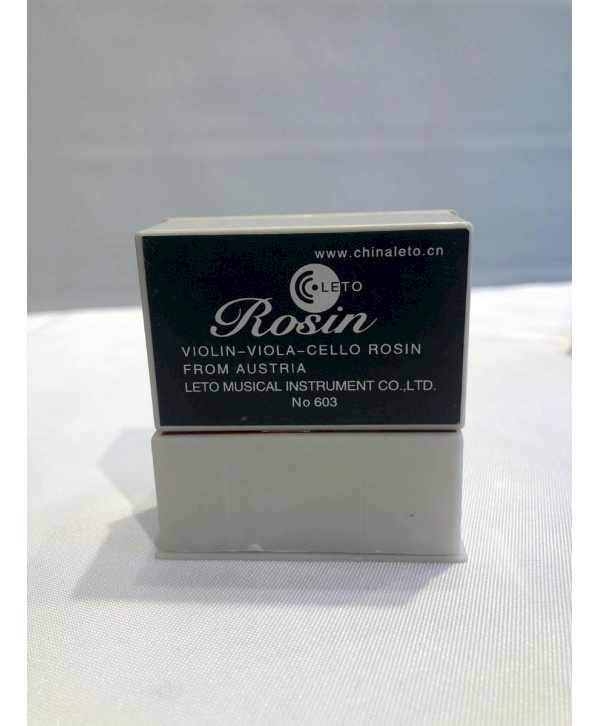 www.chinaleto.cn
LETO
Rosin
VIOLIN-VIOLA-CELLO ROSIN
FROM AUSTRIA
LETO MUSICAL INSTRUMENT CO.,LTD.
No 603